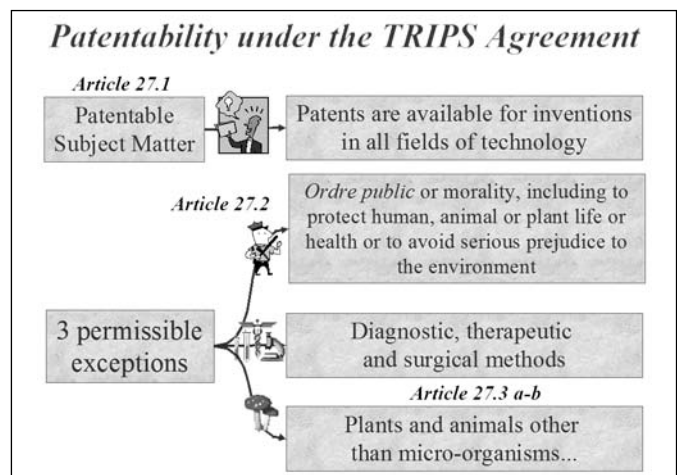 Patentability under the TRIPS Agreement
Article 27.1
Patentable
Subject Matter
Patents are available for inventions
in all fields of technology
Article 27.2
Ordre public or morality, including to
protect human, animal or plant life or
health or to avoid serious prejudice to
the environment
3 permissible
exceptions
Diagnostic, therapeutic
and surgical methods
Article 27.3 a-b
Plants and animals other
than micro-organisms...